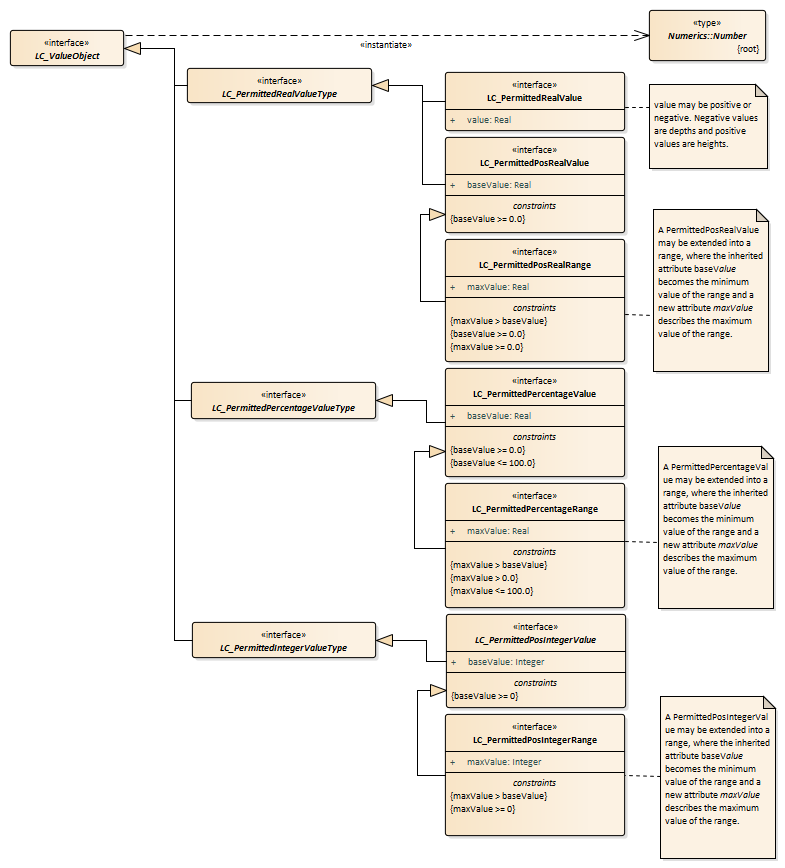 «interface»
LC_ValueObject
«instantiate»
«type»
Numerics::Number
{root}
«interface»
LC_PermittedRealValueType
«interface»
LC_PermittedRealValue
+ value: Real
value may be positive or
negative. Negative values
are depths and positive
values are heights.
«interface»
LC_PermittedPosRealValue
+ baseValue: Real
constraints
{baseValue >= 0.0}
«interface»
LC_PermittedPosRealRange
+ maxValue: Real
constraints
{maxValue > baseValue}
{baseValue >= 0.0}
{maxValue >= 0.0}
A PermittedPosRealValue
may be extended into a
range, where the inherited
attribute baseValue
becomes the minimum
value of the range and a
new attribute maxValue
describes the maximum
value of the range.
«interface»
LC_PermittedPercentageValueType
«interface»
LC_PermittedPercentageValue
+ baseValue: Real
constraints
{baseValue >= 0.0}
{baseValue <= 100.0}
«interface»
LC_PermittedPercentageRange
+ maxValue: Real
constraints
{maxValue > baseValue}
{maxValue > 0.0}
{maxValue <= 100.0}
A PermittedPercentageVal
ue may be extended into a
range, where the inherited
attribute baseValue
becomes the minimum
value of the range and a
new attribute maxValue
describes the maximum
value of the range.
«interface»
LC_PermittedIntegerValueType
«interface»
LC_PermittedPosIntegerValue
+ baseValue: Integer
constraints
{baseValue >= 0}
«interface»
LC_PermittedPosIntegerRange
+ maxValue: Integer
constraints
{maxValue > baseValue}
{maxValue >= 0}
A PermittedPosIntegerVal
ue may be extended into a
range, where the inherited
attribute baseValue
becomes the minimum
value of the range and a
new attribute maxValue
describes the maximum
value of the range.